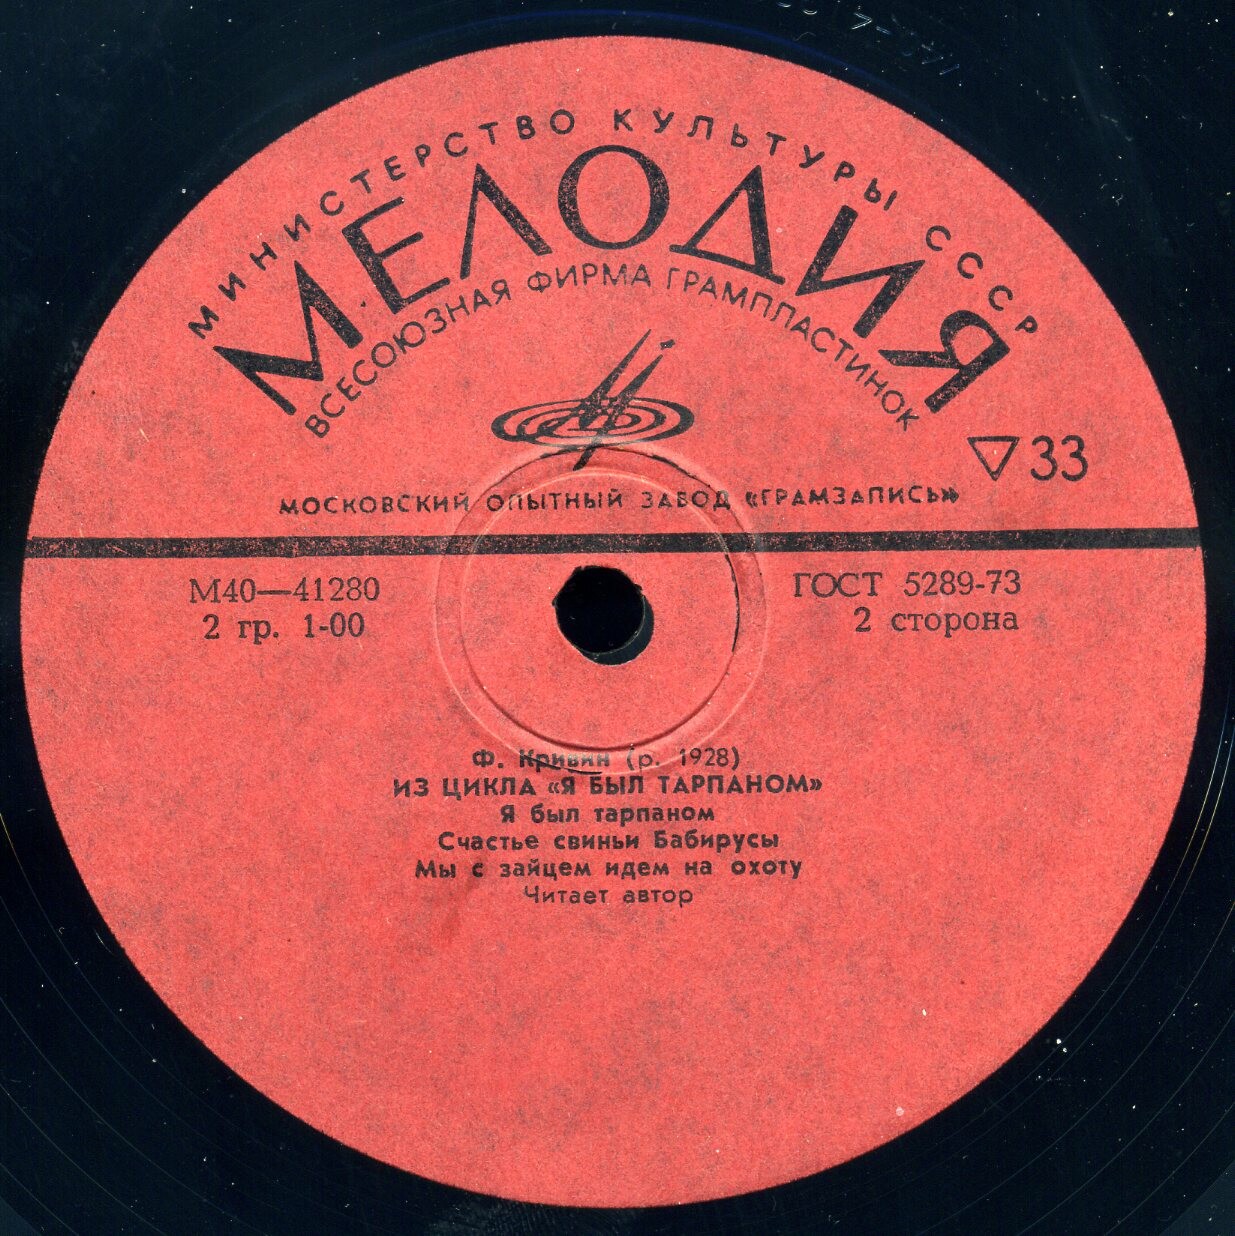 МИНИСТЕРСТВО КУЛЬТУРЫ СССР
МЕЛОДИЯ
ВСЕСОЮЗНАЯ ФИРМА ГРАМПЛАСТИНОК
33
МОСКОВСКИЙ ОПЫТНЫЙ ЗАВОД «ГРАМЗАПИСЬ»
М40—41280
2 гр. 1-00
ГОСТ 5289-73
2 сторона
Ф. Кривин (р. 1928)
ИЗ ЦИКЛА «Я БЫЛ ТАРПАНОМ»
Я был тарпаном
Счастье свиньи Бабирусы
Мы с зайцем идем на охоту
Читает автор